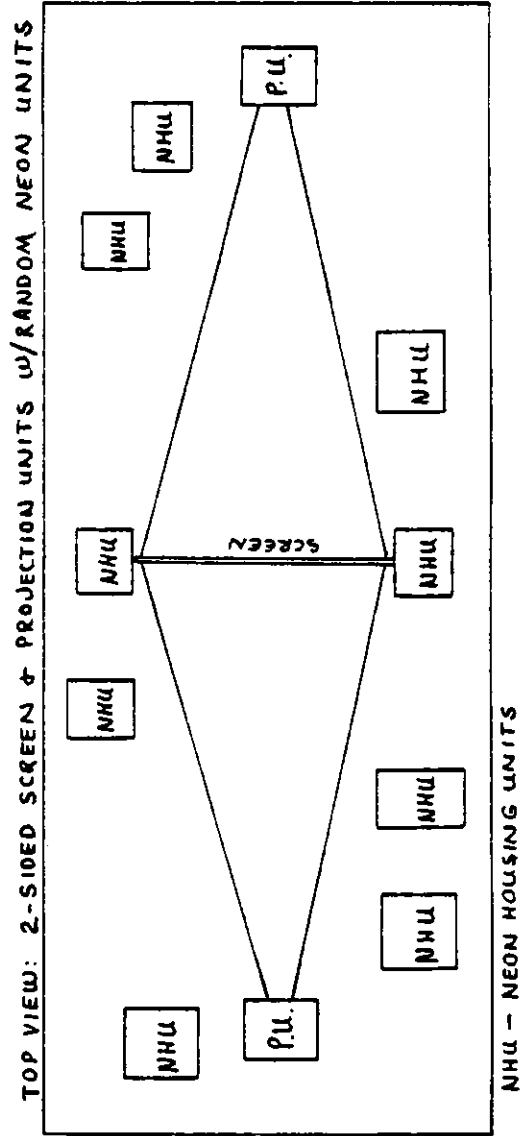 TOP VIEW: 2-SIDED SCREEN & PROJECTION UNITS W/RANDOM NEON UNITS
NHU
NHU
NHU
NHU
NHU
P.U.
SCREEN
P.U.
NHU
NHU
NHU
NHU
NHU — NEON HOUSING UNITS